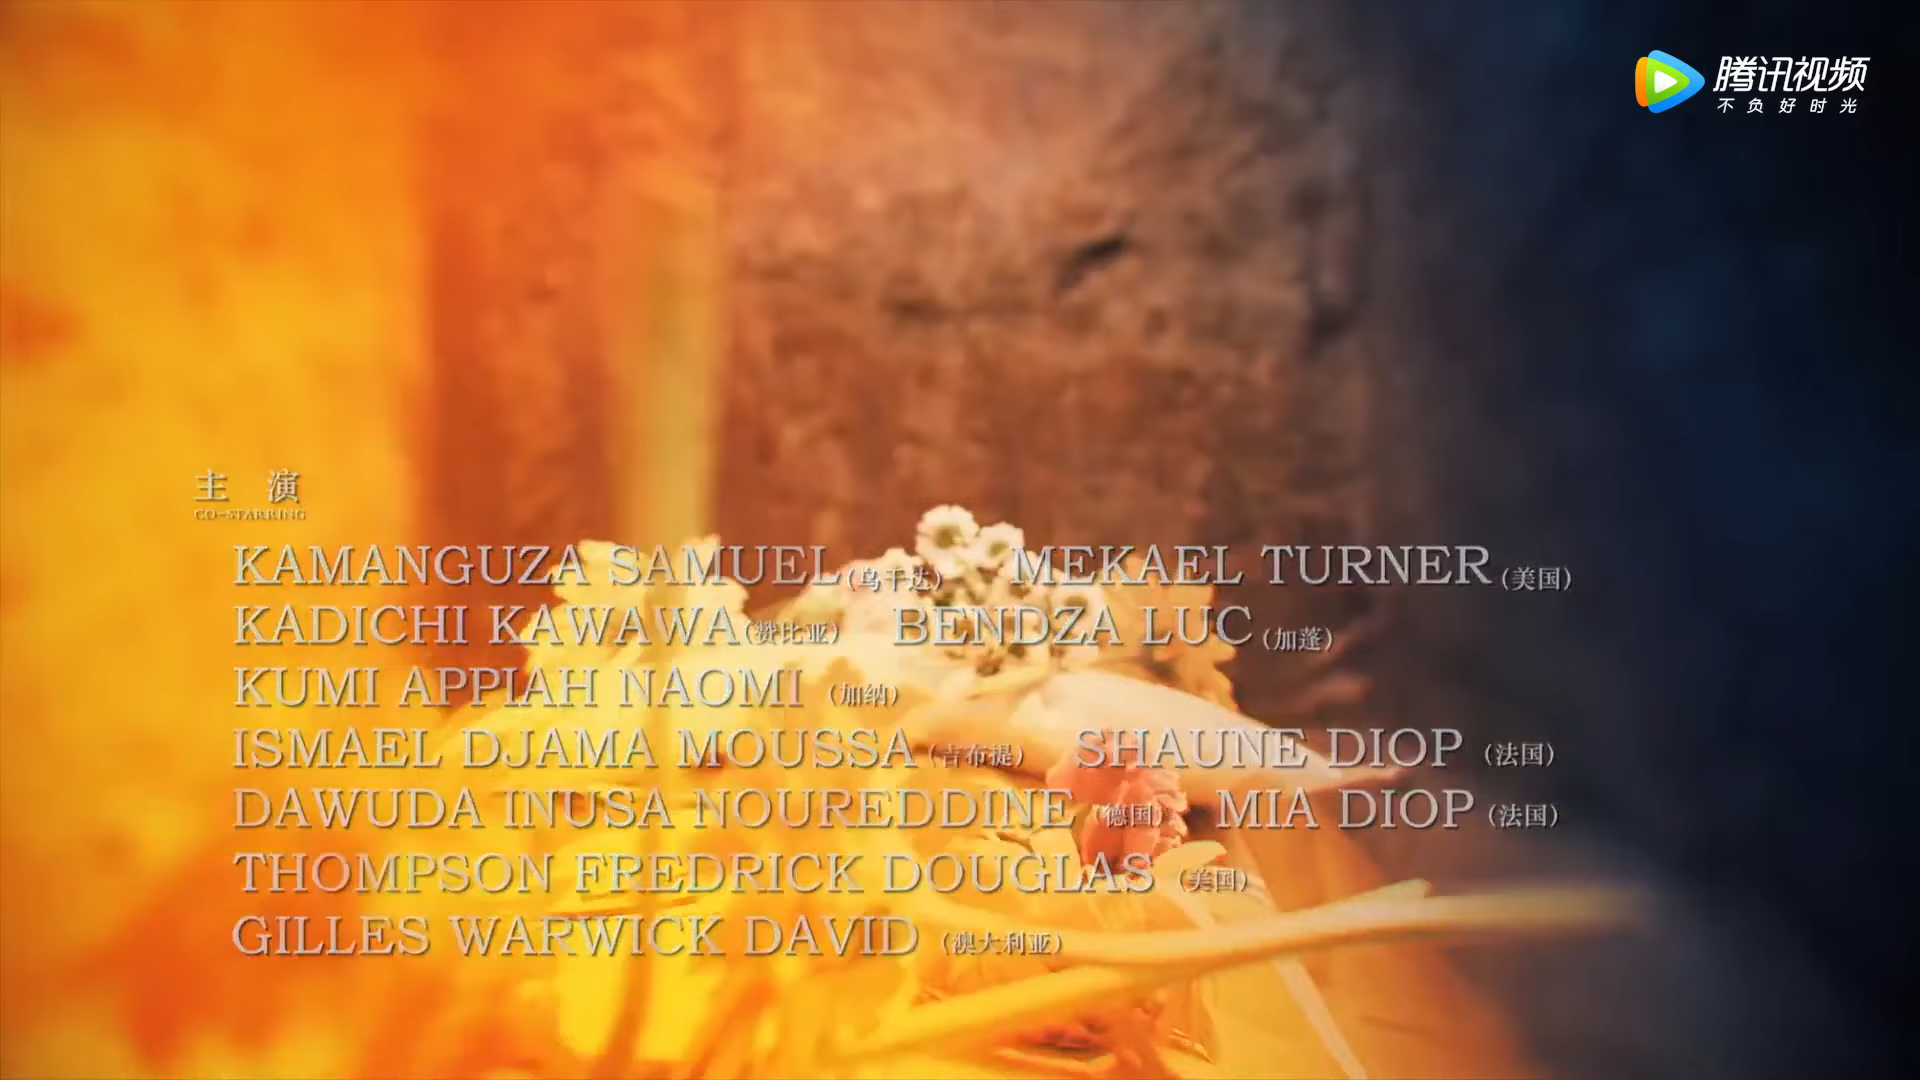 腾讯视频
不负好时光
主 演
CO-STARRING
KAMANGUZA SAMUEL(乌干达) MEKAEL TURNER(美国)
KADICHI KAWAWA(赞比亚) BENDZA LUC(加蓬)
KUMI APPIAH NAOMI (加纳)
ISMAEL DJAMA MOUSSA(吉布提) SHAUNE DIOP (法国)
DAWUDA INUSA NOUREDDINE (德国) MIA DIOP (法国)
THOMPSON FREDRICK DOUGLAS (美国)
GILLES WARWICK DAVID (澳大利亚)